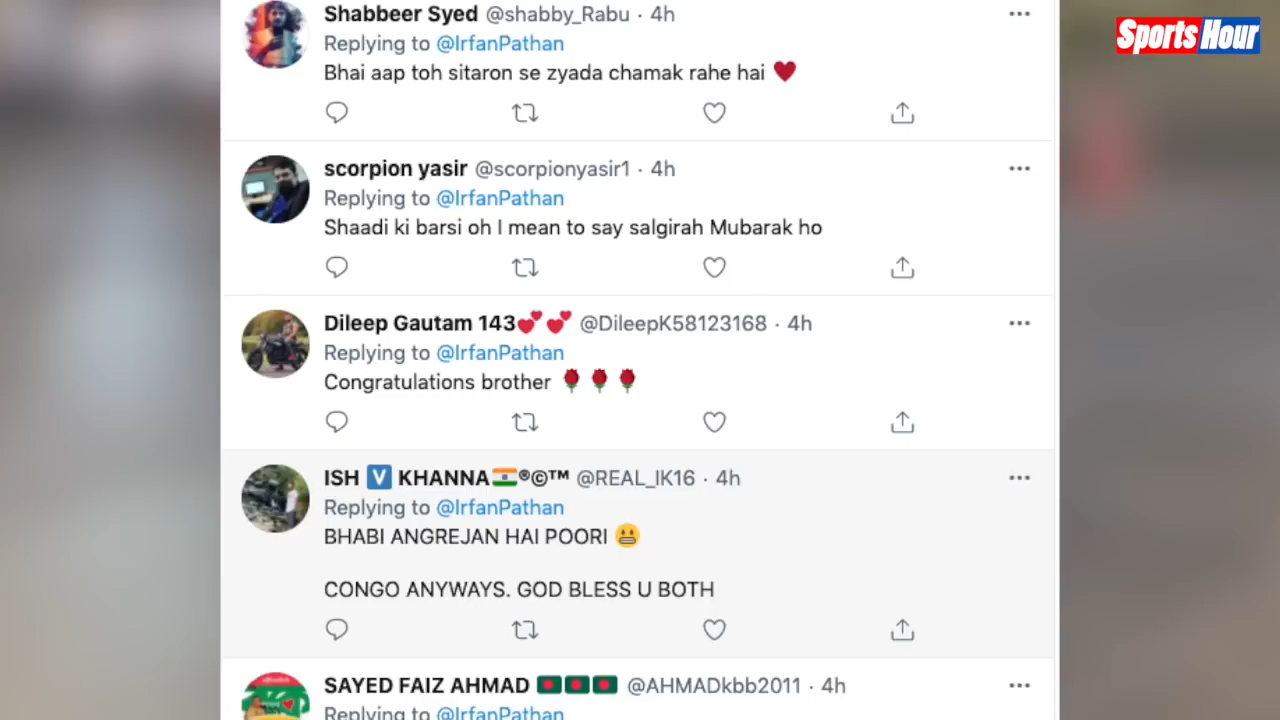 Shabbeer Syed @shabby_Rabu · 4h
Replying to @IrfanPathan
Bhai aap toh sitaron se zyada chamak rahe hai ❤️
scorpion yasir @scorpionyasir1 · 4h
Replying to @IrfanPathan
Shaadi ki barsi oh I mean to say salgirah Mubarak ho
Dileep Gautam 143💕💕 @DileepK58123168 · 4h
Replying to @IrfanPathan
Congratulations brother 🌹🌹🌹
ISH V KHANNA🇮🇳®©™ @REAL_IK16 · 4h
Replying to @IrfanPathan
BHABI ANGREJAN HAI POORI 😬
CONGO ANYWAYS. GOD BLESS U BOTH
SAYED FAIZ AHMAD 🇧🇩🇧🇩🇧🇩 @AHMADkbb2011 · 4h
Replying to @IrfanPathan
Sports Hour